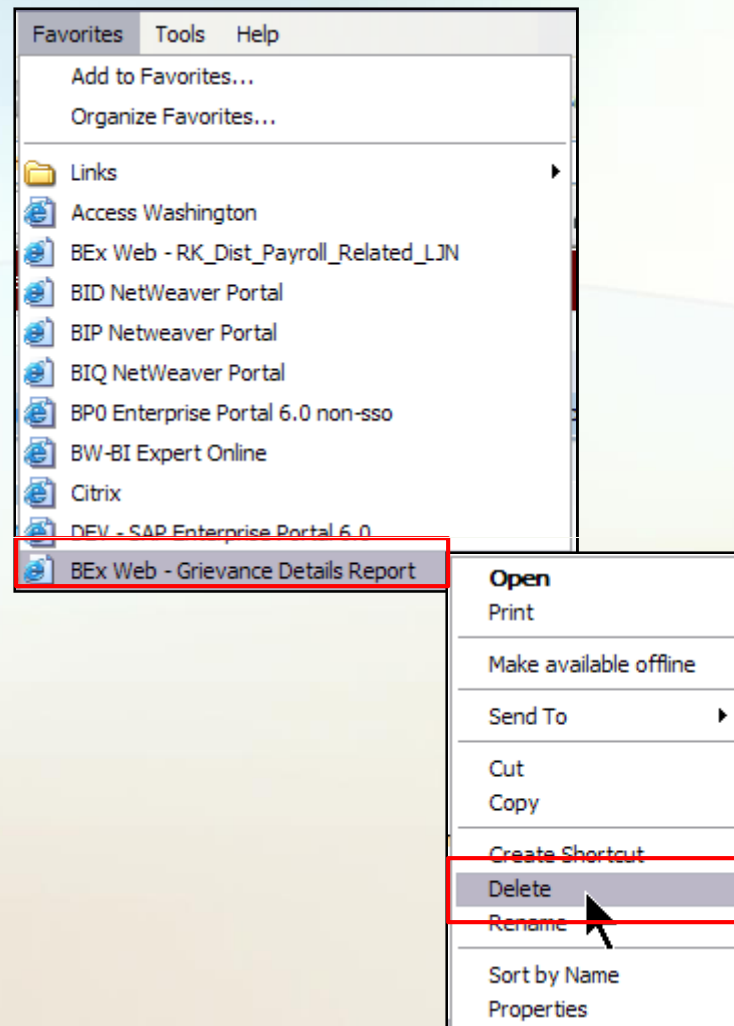 Favorites Tools Help
Add to Favorites...
Organize Favorites...
Links
Access Washington
BEx Web - RK_Dist_Payroll_Related_LJN
BID NetWeaver Portal
BIP Netweaver Portal
BIQ NetWeaver Portal
BP0 Enterprise Portal 6.0 non-sso
BW-BI Expert Online
Citrix
DEV - SAP Enterprise Portal 6.0
BEx Web - Grievance Details Report
Open
Print
Make available offline
Send To
Cut
Copy
Create Shortcut
Delete
Rename
Sort by Name
Properties